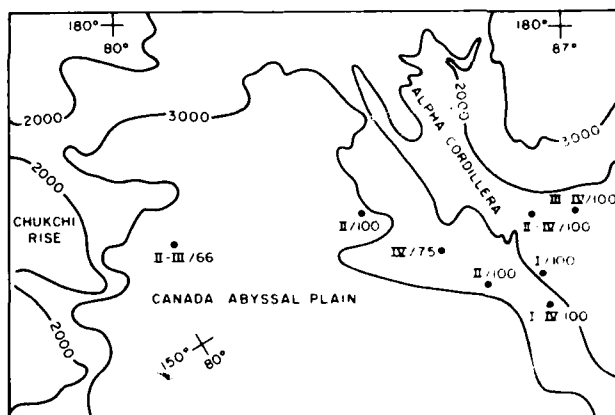 180°
80°
180°
87°
2000
3000
2000
3000
ALPHA CORDILLERA
2000
CHUKCHI
RISE
III IV/100
II/100
II-IV/100
II-III/66
IV/75
I/100
II/100
CANADA ABYSSAL PLAIN
I IV/100
2000
150°
80°